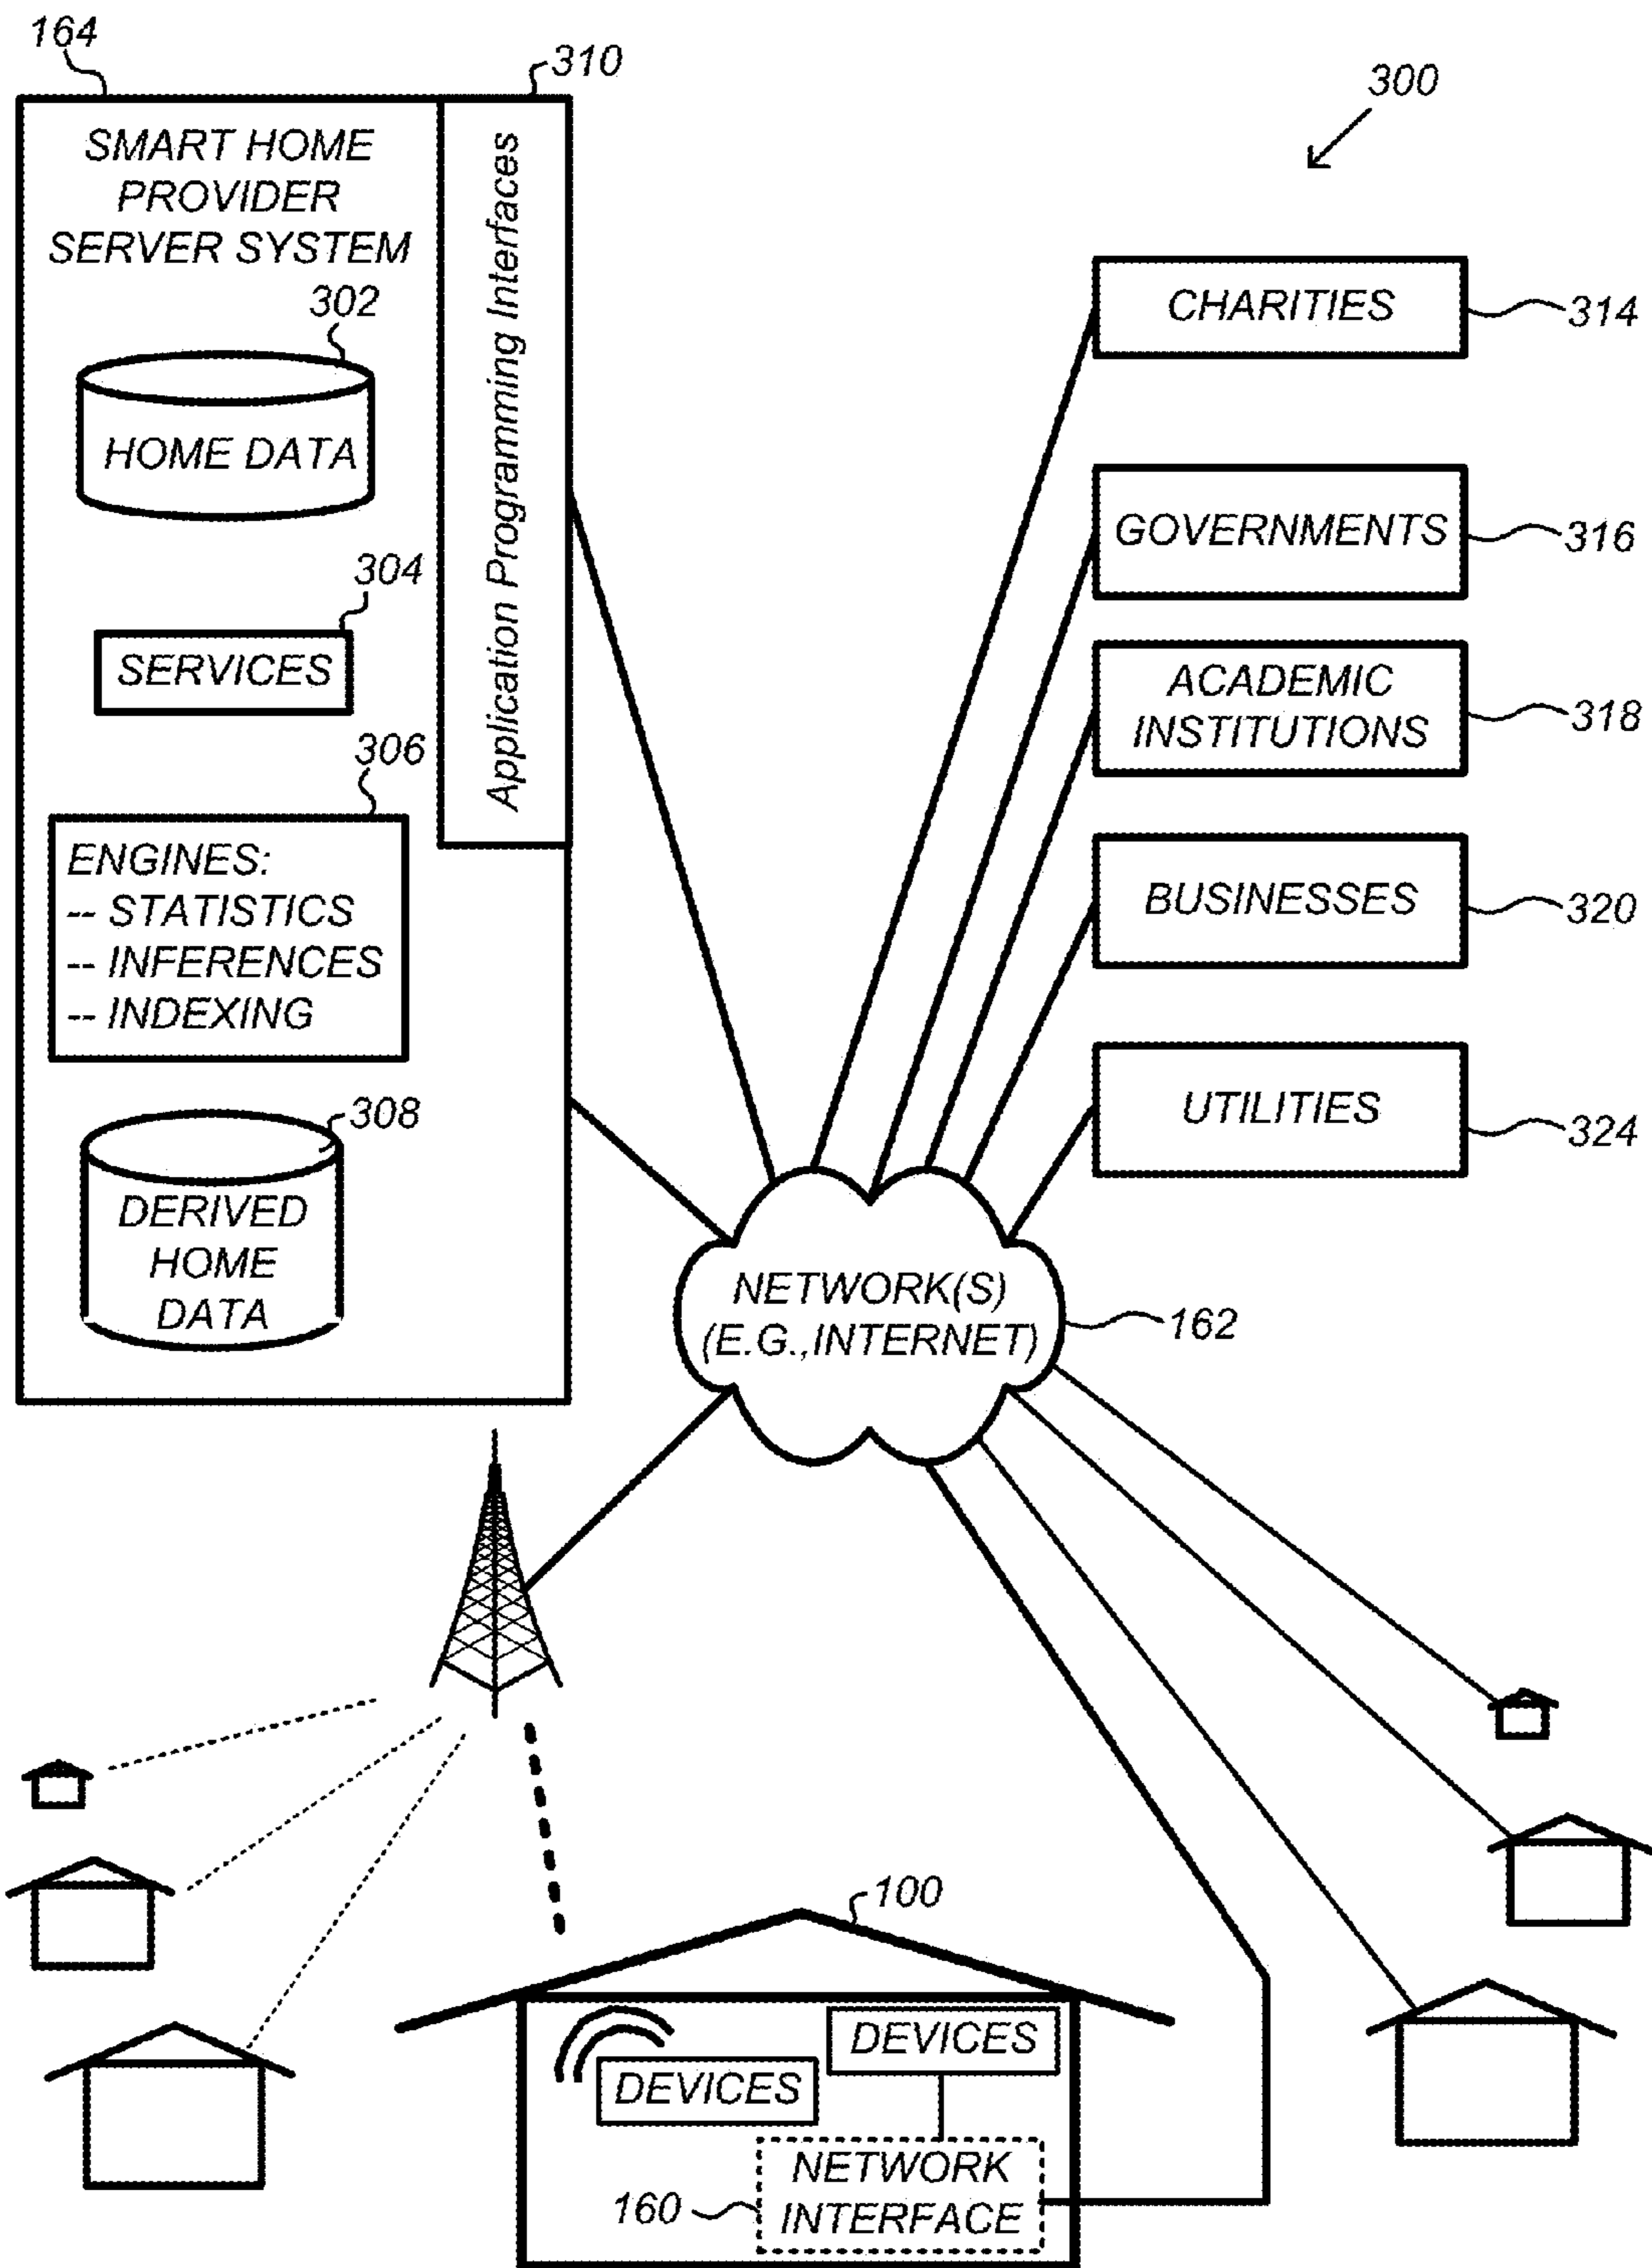 164
310
300
SMART HOME
PROVIDER
SERVER SYSTEM
302
HOME DATA
304
SERVICES
306
ENGINES:
-- STATISTICS
-- INFERENCES
-- INDEXING
308
DERIVED
HOME
DATA
Application Programming Interfaces
CHARITIES
314
GOVERNMENTS
316
ACADEMIC
INSTITUTIONS
318
BUSINESSES
320
UTILITIES
324
NETWORK(S)
(E.G.,INTERNET)
162
100
DEVICES
DEVICES
NETWORK
INTERFACE
160